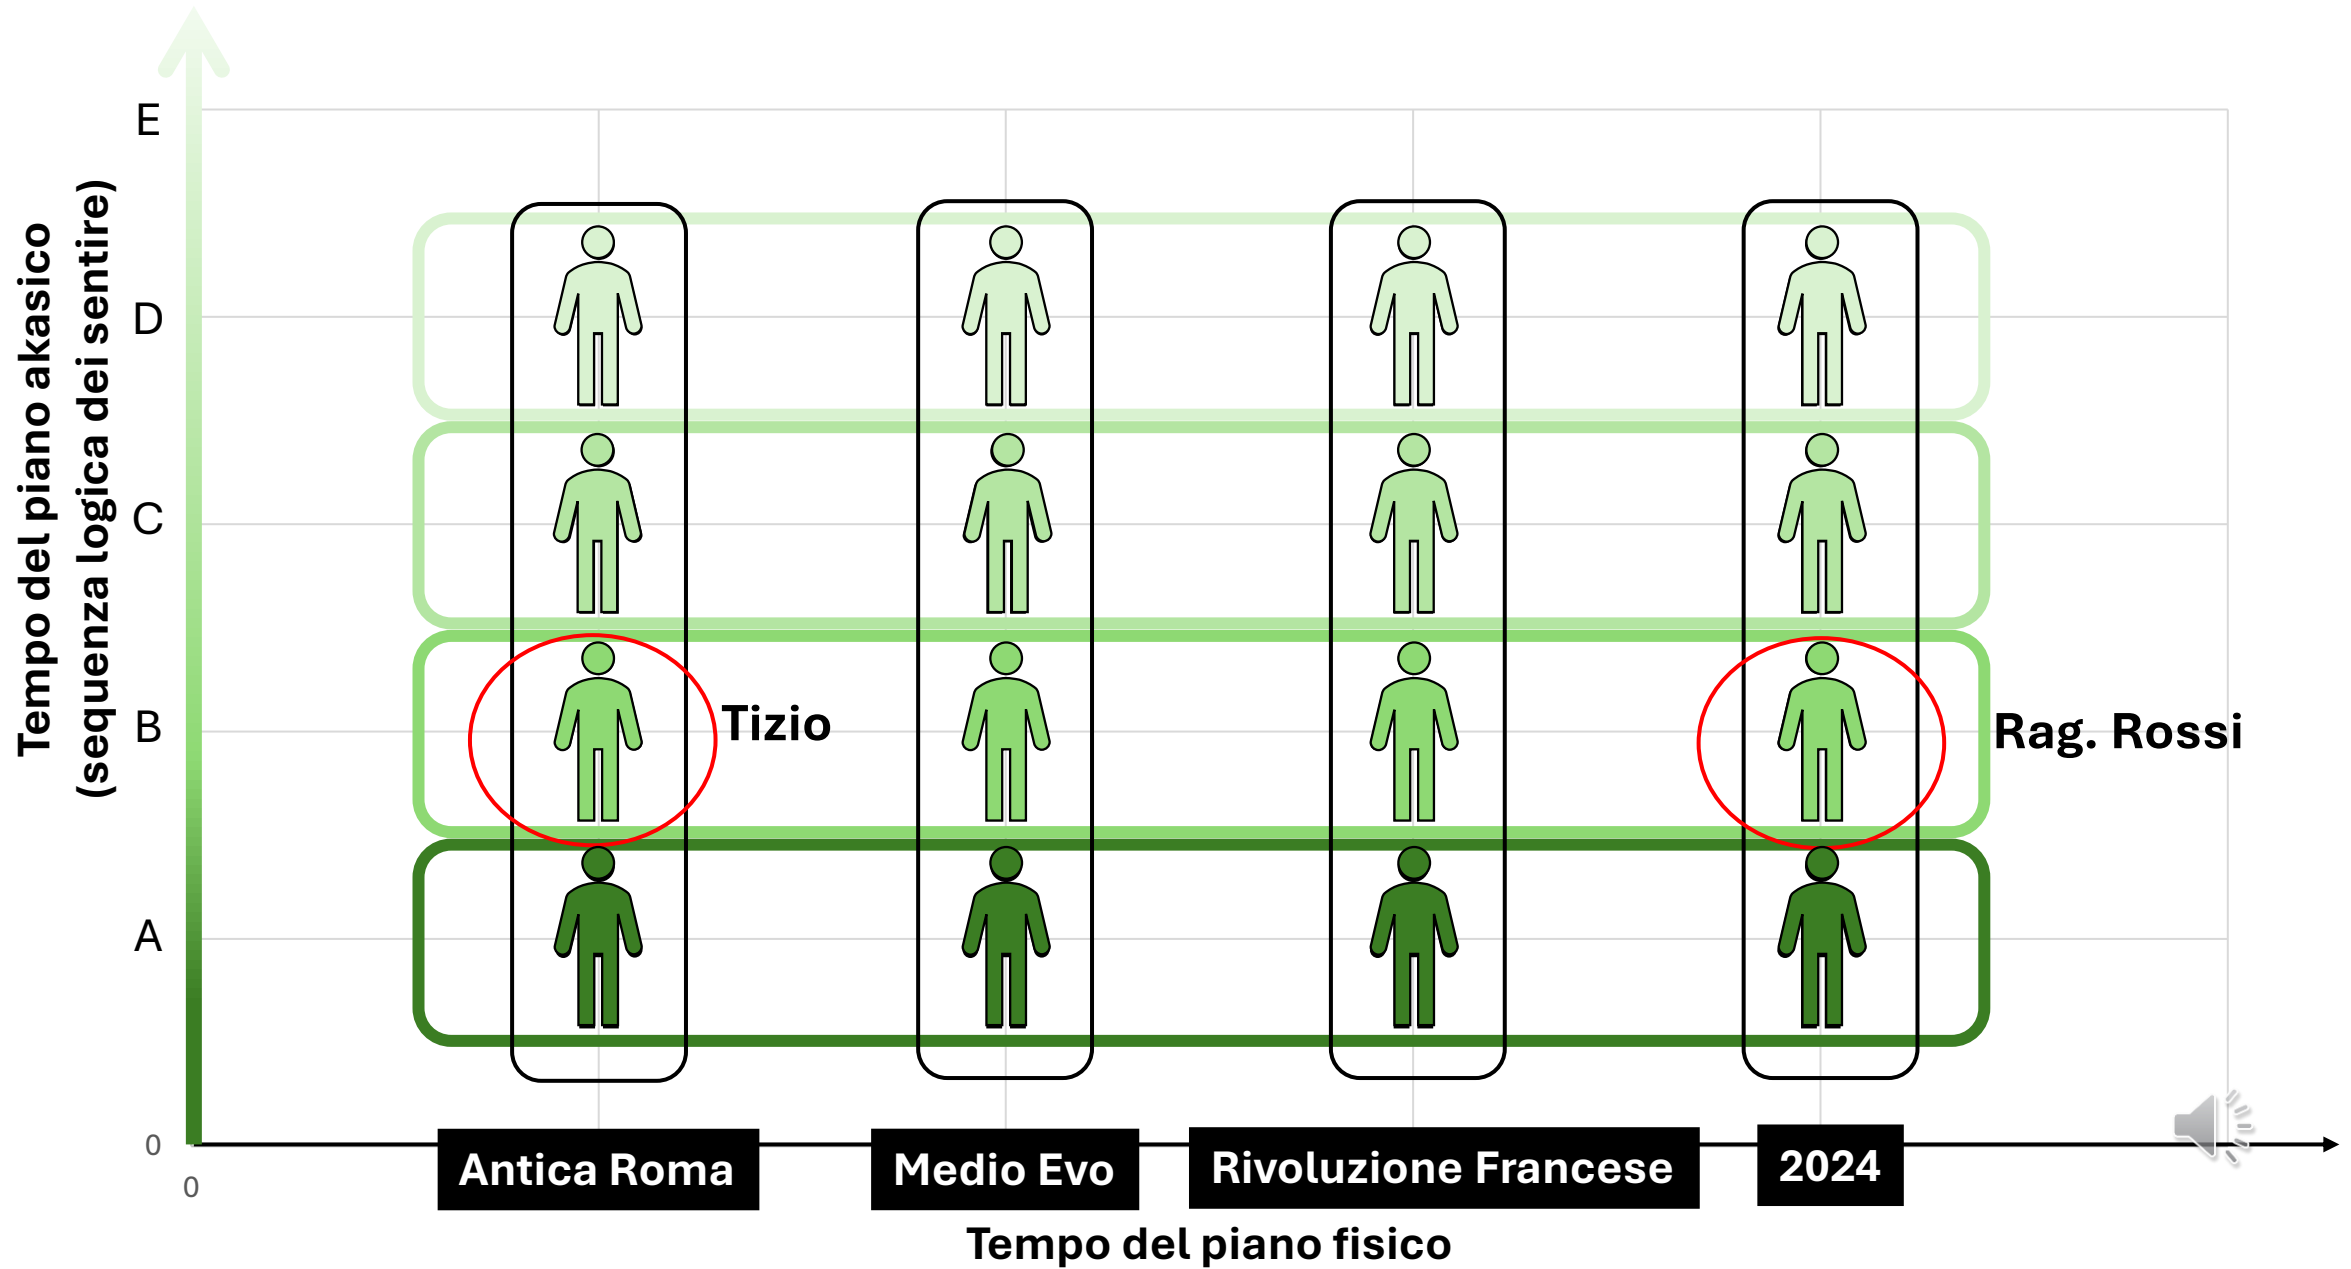 Tempo del piano akasico
(sequenza logica dei sentire)
E
D
C
B
A
0
0
Tizio
Rag. Rossi
Antica Roma
Medio Evo
Rivoluzione Francese
2024
Tempo del piano fisico